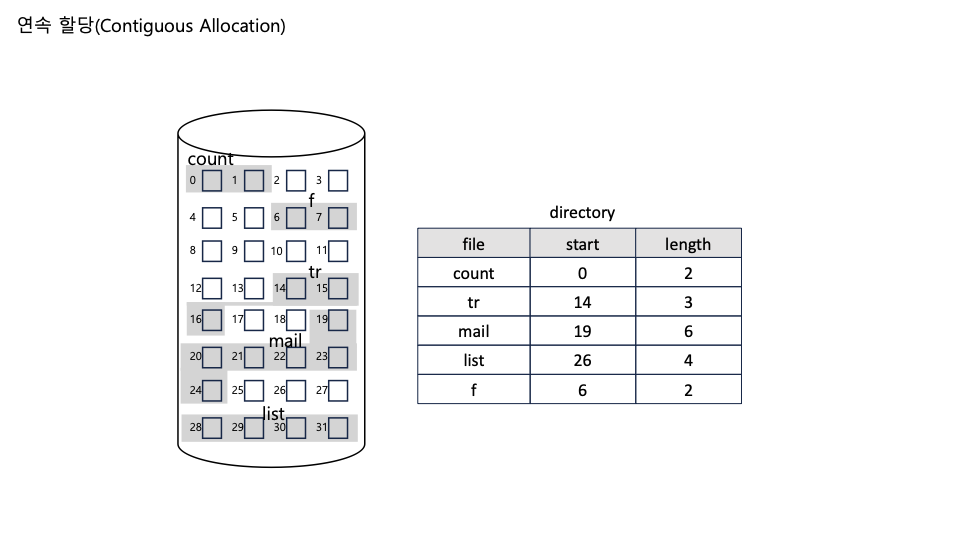 연속 할당(Contiguous Allocation)
count
0 1 2 3
f
4 5 6 7
8 9 10 11
tr
12 13 14 15
16 17 18 19
mail
20 21 22 23
24 25 26 27
list
28 29 30 31
directory
file start length
count 0 2
tr 14 3
mail 19 6
list 26 4
f 6 2